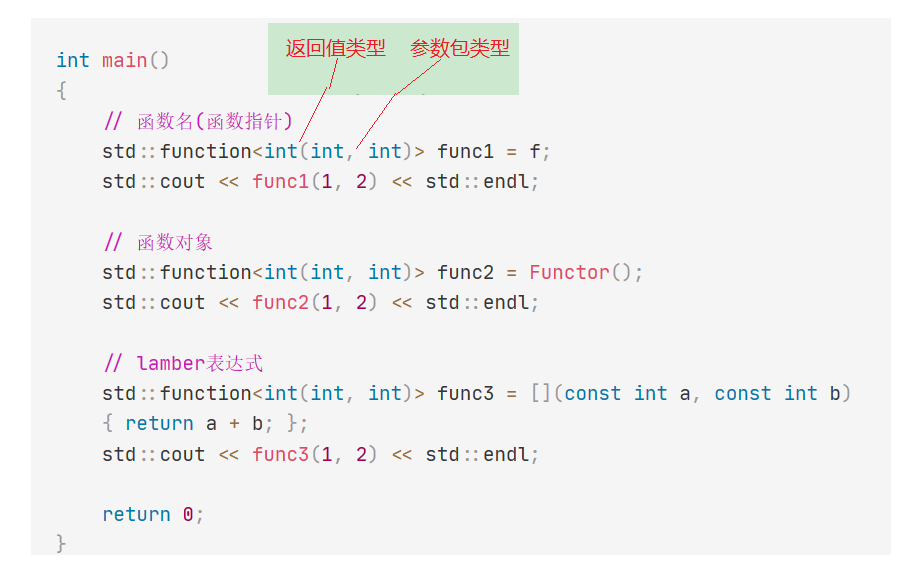 返回值类型 参数包类型
int main()
{
// 函数名(函数指针)
std::function<int(int, int)> func1 = f;
std::cout << func1(1, 2) << std::endl;
// 函数对象
std::function<int(int, int)> func2 = Functor();
std::cout << func2(1, 2) << std::endl;
// lamber表达式
std::function<int(int, int)> func3 = [](const int a, const int b)
{ return a + b; };
std::cout << func3(1, 2) << std::endl;
return 0;
}